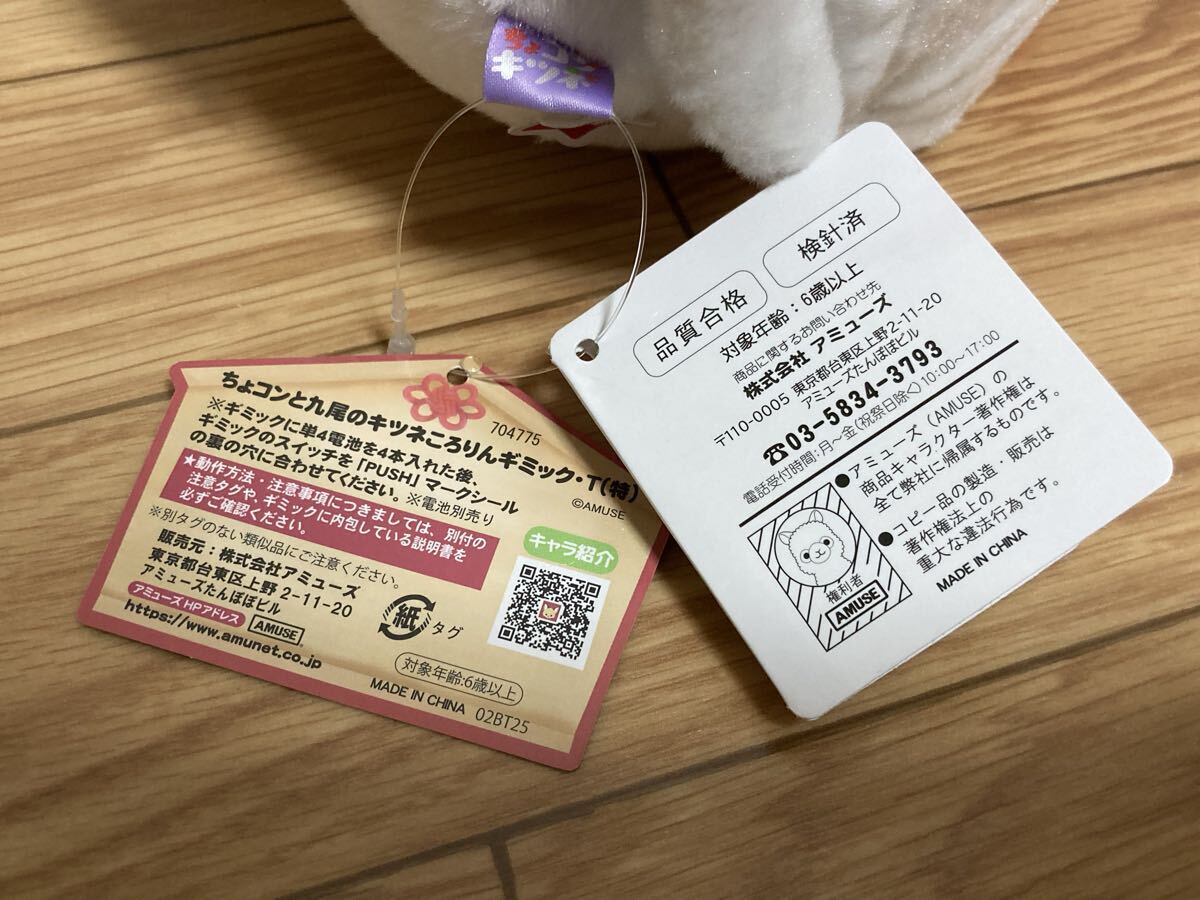 ちょコンと九尾のキツネころりんギミック・T(特)
704775
※ギミックに単4電池を4本入れた後、
ギミックのスイッチを「PUSH」マークシール
の裏の穴に合わせてください。※電池別売り
©AMUSE
★動作方法・注意事項につきましては、別付の
注意タグや、ギミックに内包している説明書を
必ずご確認ください。
※別タグのない類似品にご注意ください。
販売元：株式会社アミューズ
東京都台東区上野 2-11-20
アミューズたんぽぽビル
アミューズ HPアドレス
AMUSE
https://www.amunet.co.jp
紙 タグ
キャラ紹介
対象年齢:6歳以上
MADE IN CHINA 02BT25
品質合格
検針済
対象年齢：6歳以上
商品に関するお問い合わせ先
株式会社 アミューズ
〒110-0005 東京都台東区上野2-11-20
アミューズたんぽぽビル
☎03-5834-3793
電話受付時間：月～金(祝祭日除く) 10:00～17:00
●アミューズ（AMUSE）の
商品キャラクター著作権は
全て弊社に帰属するものです。
●コピー品の製造・販売は
著作権法上の
重大な違法行為です。
MADE IN CHINA
権利者
AMUSE